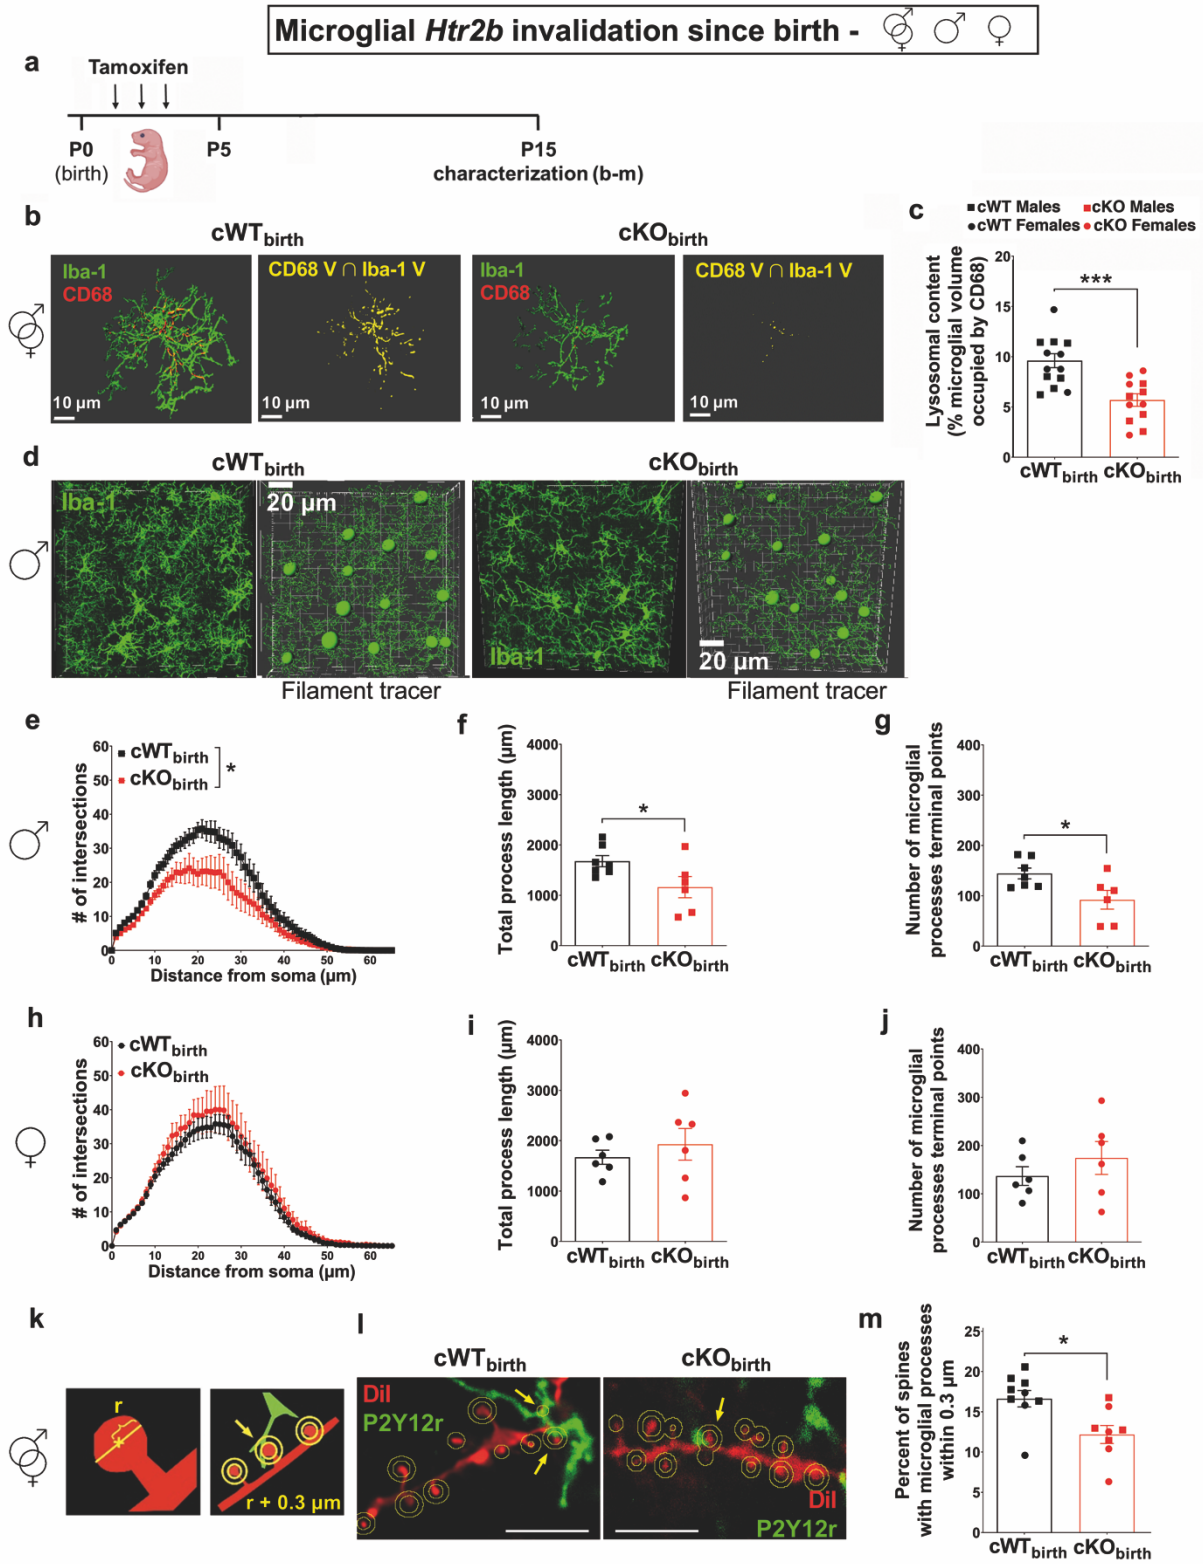 Microglial Htr2b invalidation since birth -
a
Tamoxifen
P0
P5
P15
(birth)
characterization (b-m)
b
cWTbirth
cKObirth
Iba-1
CD68
CD68 V ∩ Iba-1 V
Iba-1
CD68
CD68 V ∩ Iba-1 V
10 µm
10 µm
10 µm
10 µm
c
cWT Males
cKO Males
cWT Females
cKO Females
Lysosomal content
(% microglial volume
occupied by CD68)
20
15
10
5
0
***
cWTbirth
cKObirth
d
cWTbirth
cKObirth
Iba-1
20 µm
Iba-1
20 µm
Filament tracer
Filament tracer
e
cWTbirth
cKObirth
*
# of intersections
60
50
40
30
20
10
0
0 10 20 30 40 50 60
Distance from soma (µm)
f
Total process length (µm)
4000
3000
2000
1000
0
*
cWTbirth cKObirth
g
Number of microglial
processes terminal points
400
300
200
100
0
*
cWTbirth cKObirth
h
cWTbirth
cKObirth
# of intersections
60
50
40
30
20
10
0
0 10 20 30 40 50 60
Distance from soma (µm)
i
Total process length (µm)
4000
3000
2000
1000
0
cWTbirth cKObirth
j
Number of microglial
processes terminal points
400
300
200
100
0
cWTbirth cKObirth
k
r
r + 0.3 µm
l
cWTbirth
cKObirth
DiI
P2Y12r
DiI
P2Y12r
m
Percent of spines
with microglial processes
within 0.3 µm
25
20
15
10
5
0
*
cWTbirth cKObirth